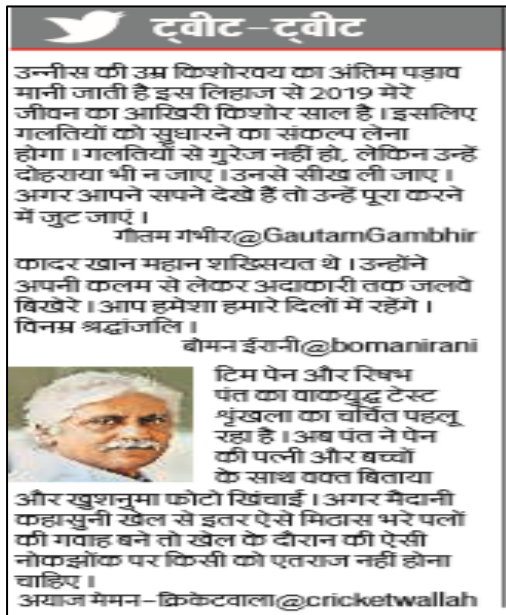 ट्वीट-ट्वीट
उन्नीस की उम्र किशोरवय का अंतिम पड़ाव
मानी जाती है इस लिहाज से 2019 मेरे
जीवन का आखिरी किशोर साल है । इसलिए
गलतियों को सुधारने का संकल्प लेना
होगा । गलतियों से गुरेज नहीं हो, लेकिन उन्हें
दोहराया भी न जाए । उनसे सीख ली जाए ।
अगर आपने सपने देखे हैं तो उन्हें पूरा करने
में जुट जाएं ।
गौतम गंभीर@GautamGambhir
कादर खान महान शख्सियत थे । उन्होंने
अपनी कलम से लेकर अदाकारी तक जलवे
बिखेरे । आप हमेशा हमारे दिलों में रहेंगे ।
विनम्र श्रद्धांजलि ।
बोमन ईरानी@bomanirani
टिम पेन और रिषभ
पंत का वाकयुद्ध टेस्ट
शृंखला का चर्चित पहलू
रहा है । अब पंत ने पेन
की पत्नी और बच्चों
के साथ वक्त बिताया
और खुशनुमा फोटो खिंचाई । अगर मैदानी
कहासुनी खेल से इतर ऐसे मिठास भरे पलों
की गवाह बने तो खेल के दौरान की ऐसी
नोकझोंक पर किसी को एतराज नहीं होना
चाहिए ।
अयाज मेमन-क्रिकेटवाला@cricketwallah